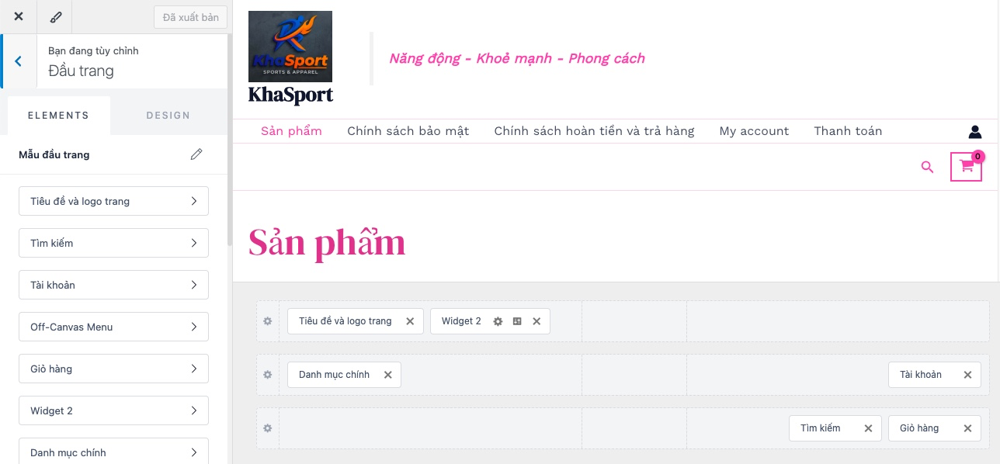 Đã xuất bản
Bạn đang tùy chỉnh
Đầu trang
ELEMENTS
DESIGN
Mẫu đầu trang
Tiêu đề và logo trang
Tìm kiếm
Tài khoản
Off-Canvas Menu
Giỏ hàng
Widget 2
Danh mục chính
KhaSport
SPORTS & APPAREL
KhaSport
Năng động - Khoẻ mạnh - Phong cách
Sản phẩm
Chính sách bảo mật
Chính sách hoàn tiền và trả hàng
My account
Thanh toán
0
Sản phẩm
Tiêu đề và logo trang
Widget 2
Danh mục chính
Tài khoản
Tìm kiếm
Giỏ hàng